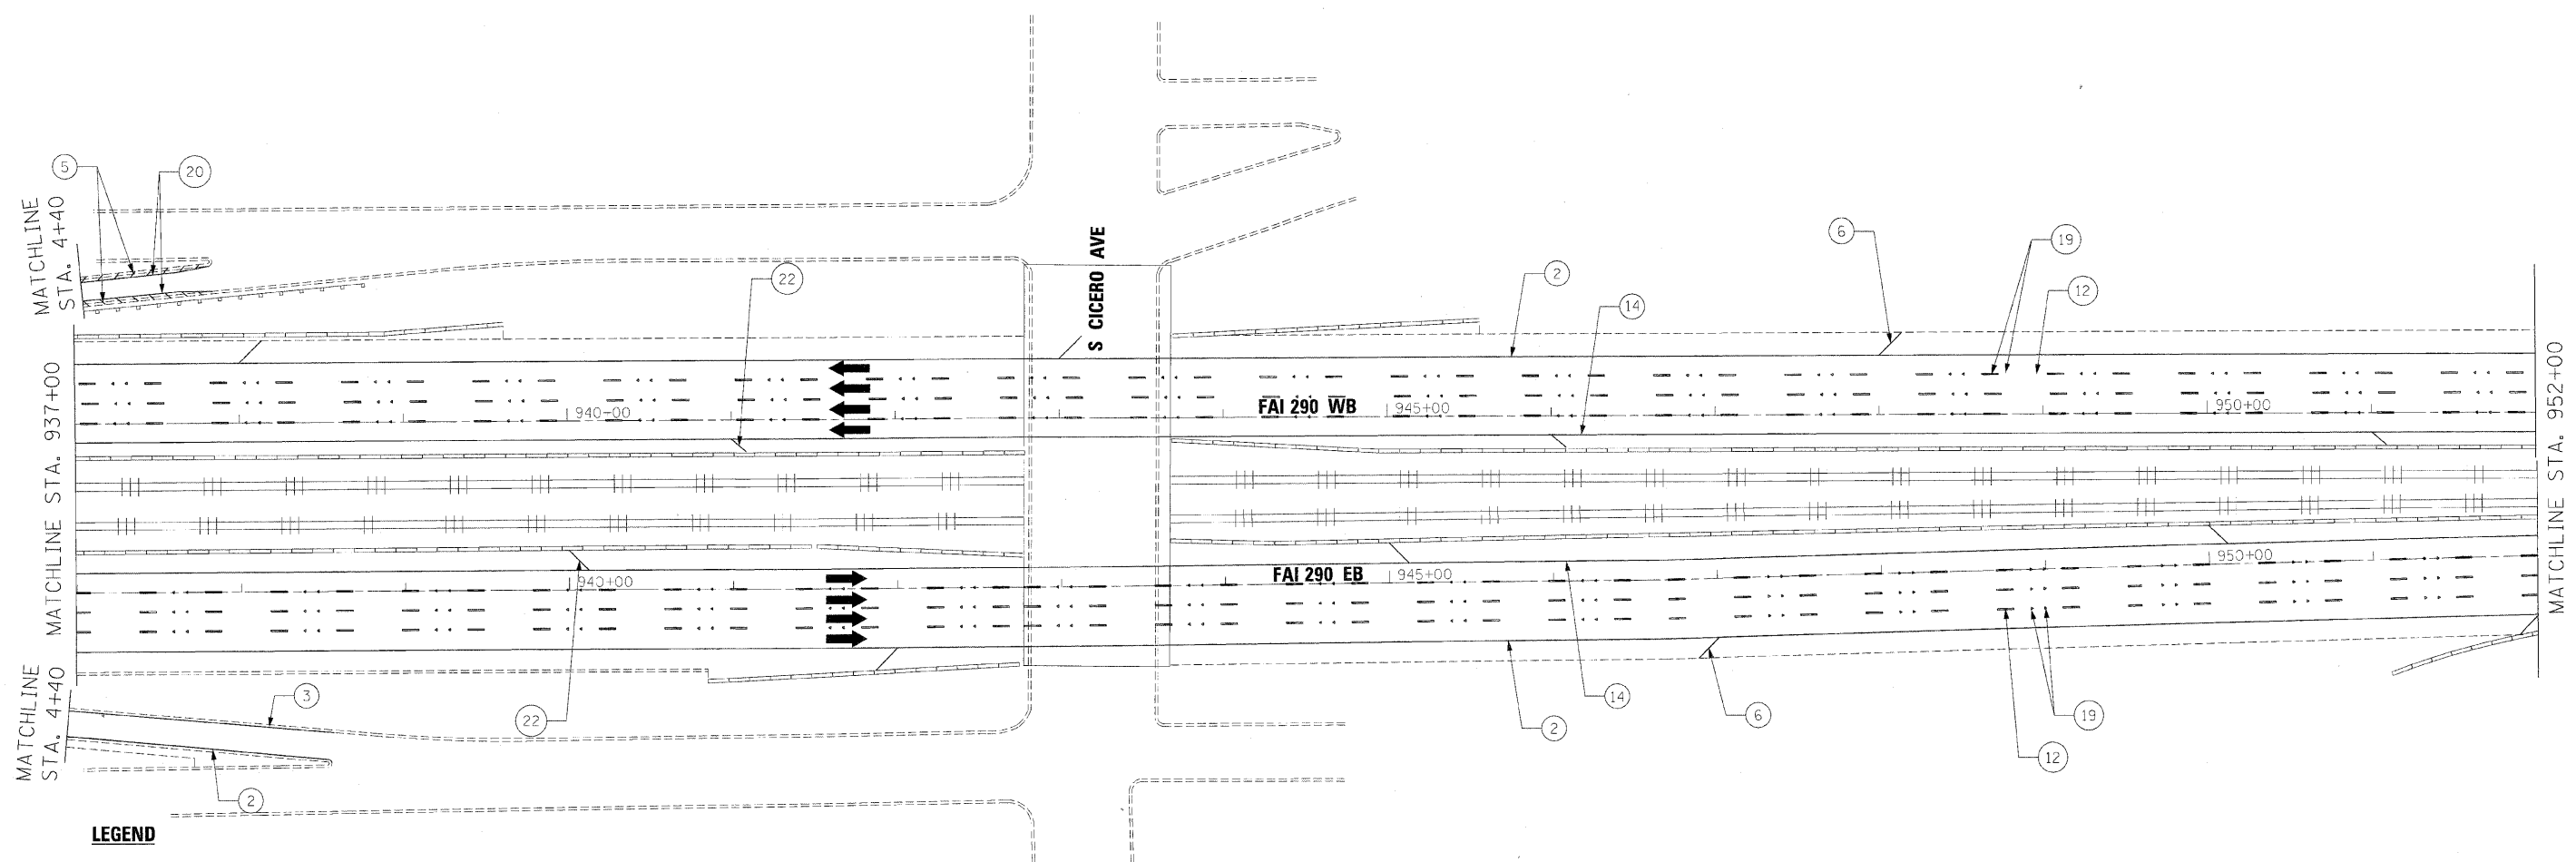 5
20
MATCHLINE
STA. 4+40
22
S CICERO AVE
2
14
6
19
12
MATCHLINE STA. 937+00
940+00
FAI 290 WB
945+00
950+00
MATCHLINE STA. 952+00
940+00
FAI 290 EB
945+00
950+00
MATCHLINE
STA. 4+40
3
22
2
14
2
6
19
12
LEGEND